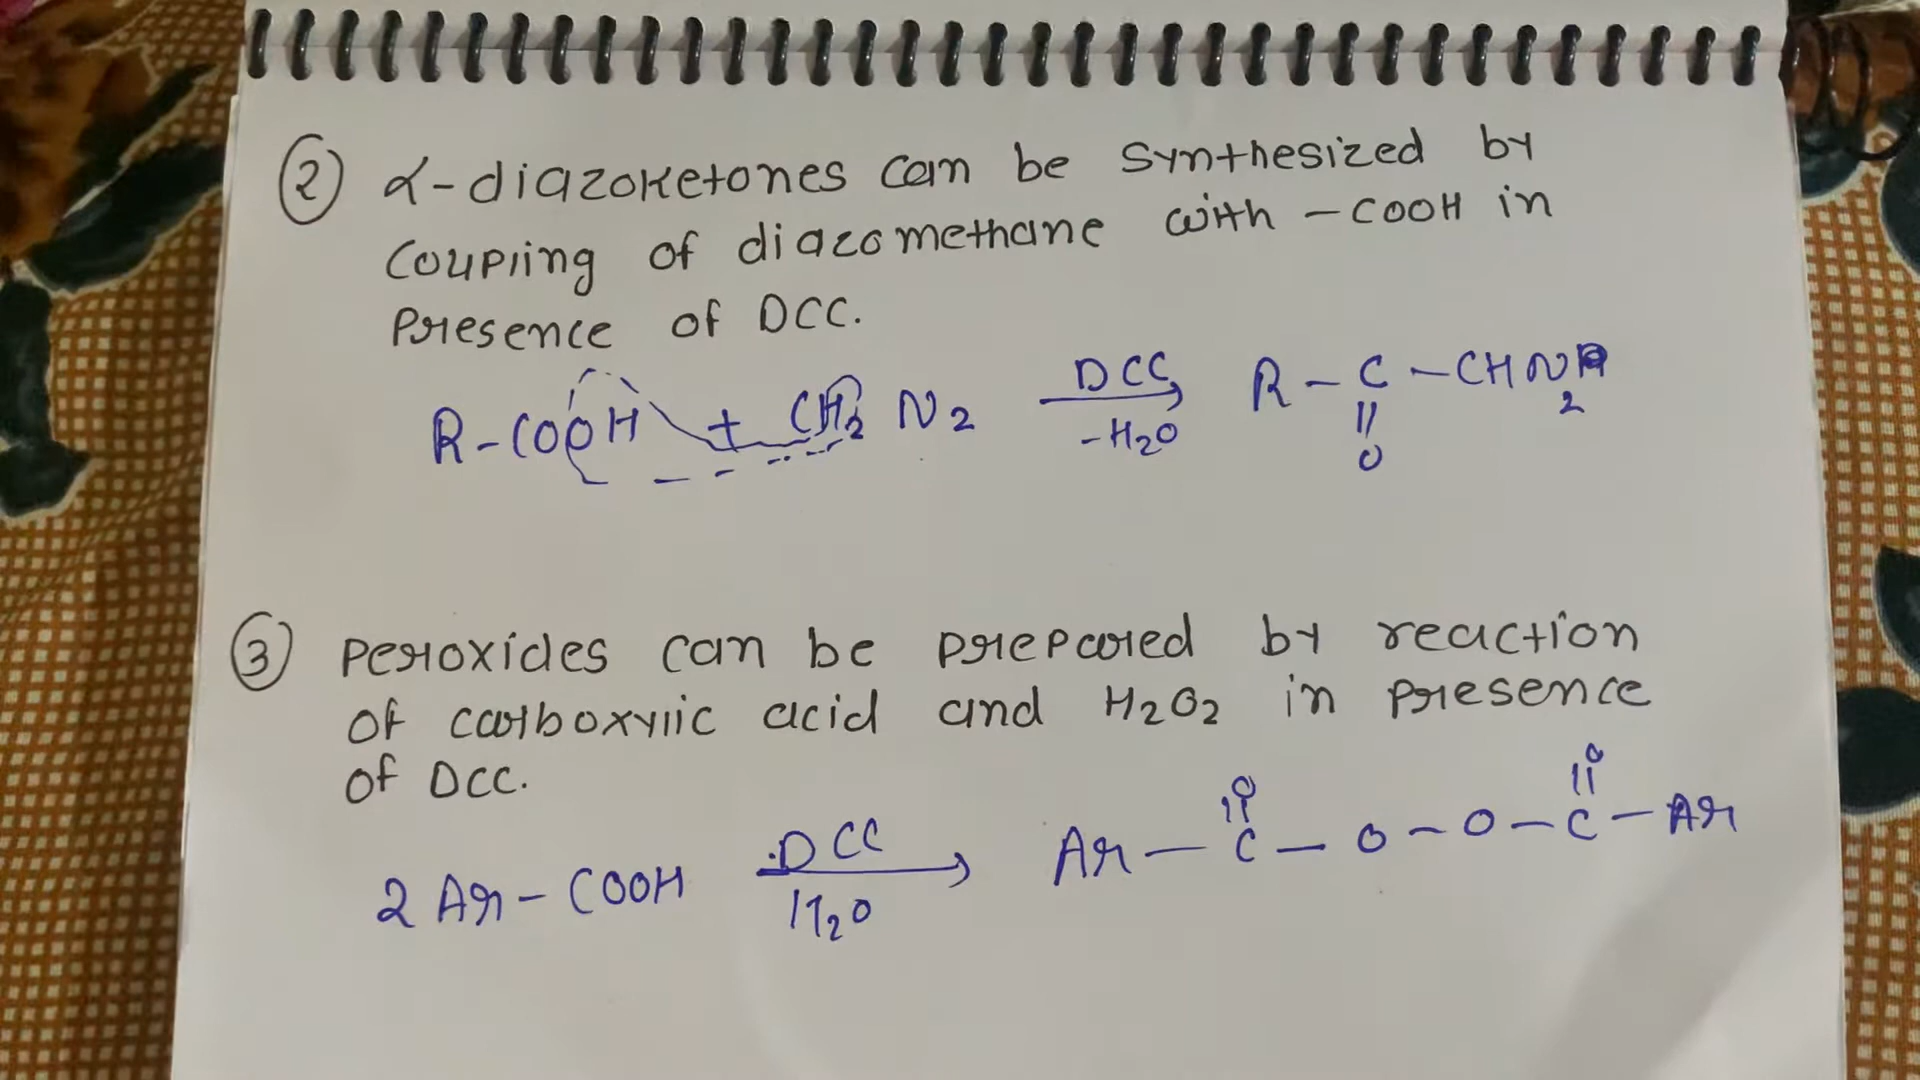 ② α-diazoketones can be synthesized by
coupling of diazomethane with -COOH in
presence of DCC.
R-COOH + CH2 N2 DCC -H2O R-C-CHN2
O
③ Peroxides can be prepared by reaction
of carboxylic acid and H2O2 in presence
of DCC.
2 Ar-COOH DCC H2O Ar-C-O-O-C-Ar
O O